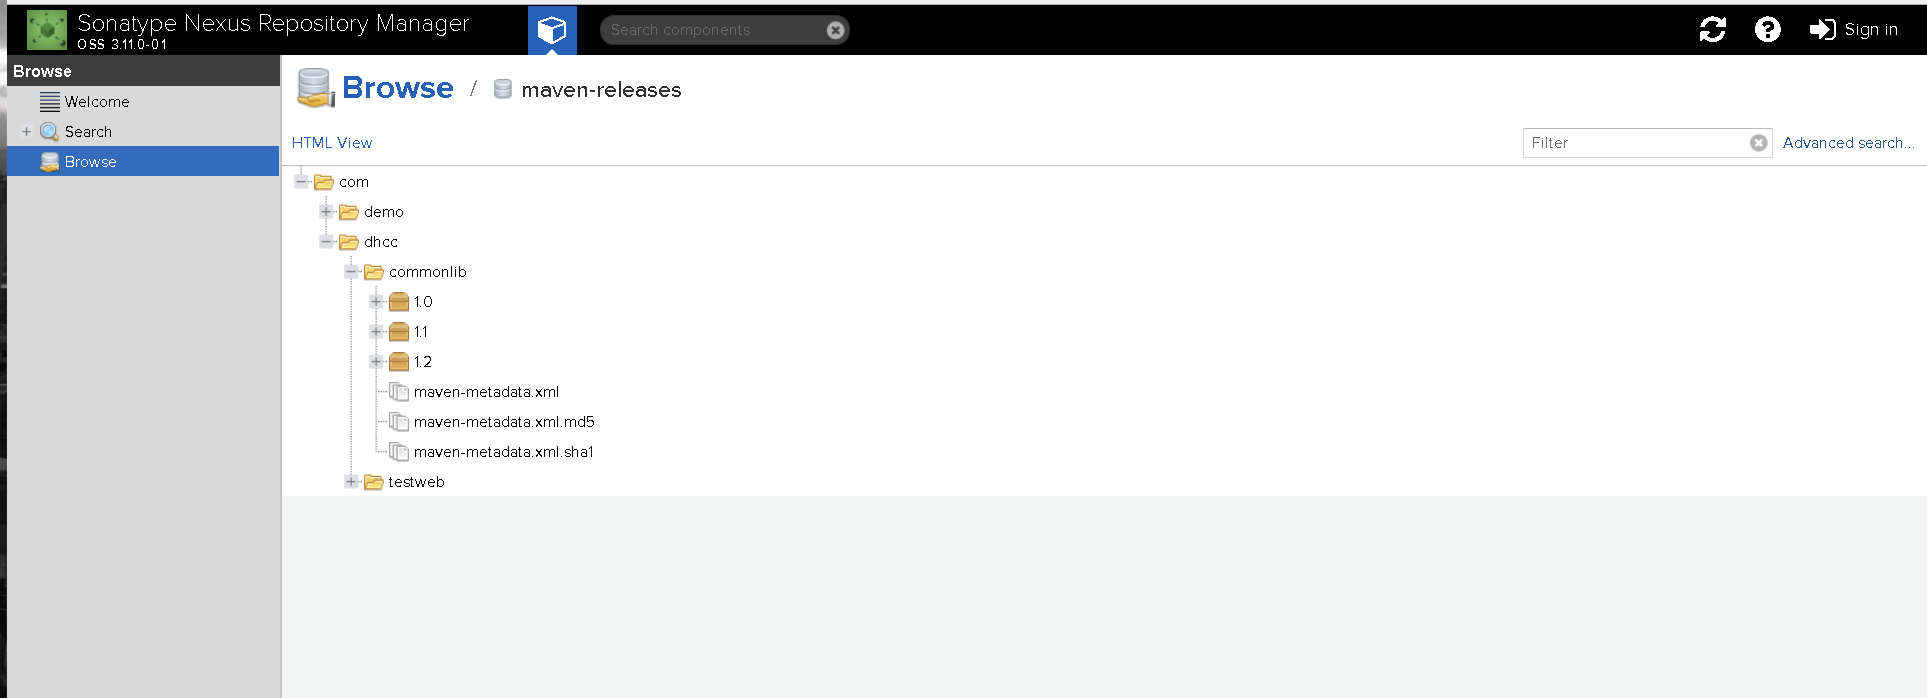 Sonatype Nexus Repository Manager
OSS 3.11.0-01
Search components
Sign in
Browse
Welcome
Search
Browse
Browse / maven-releases
HTML View
Filter
Advanced search...
com
demo
dhcc
commonlib
1.0
1.1
1.2
maven-metadata.xml
maven-metadata.xml.md5
maven-metadata.xml.sha1
testweb